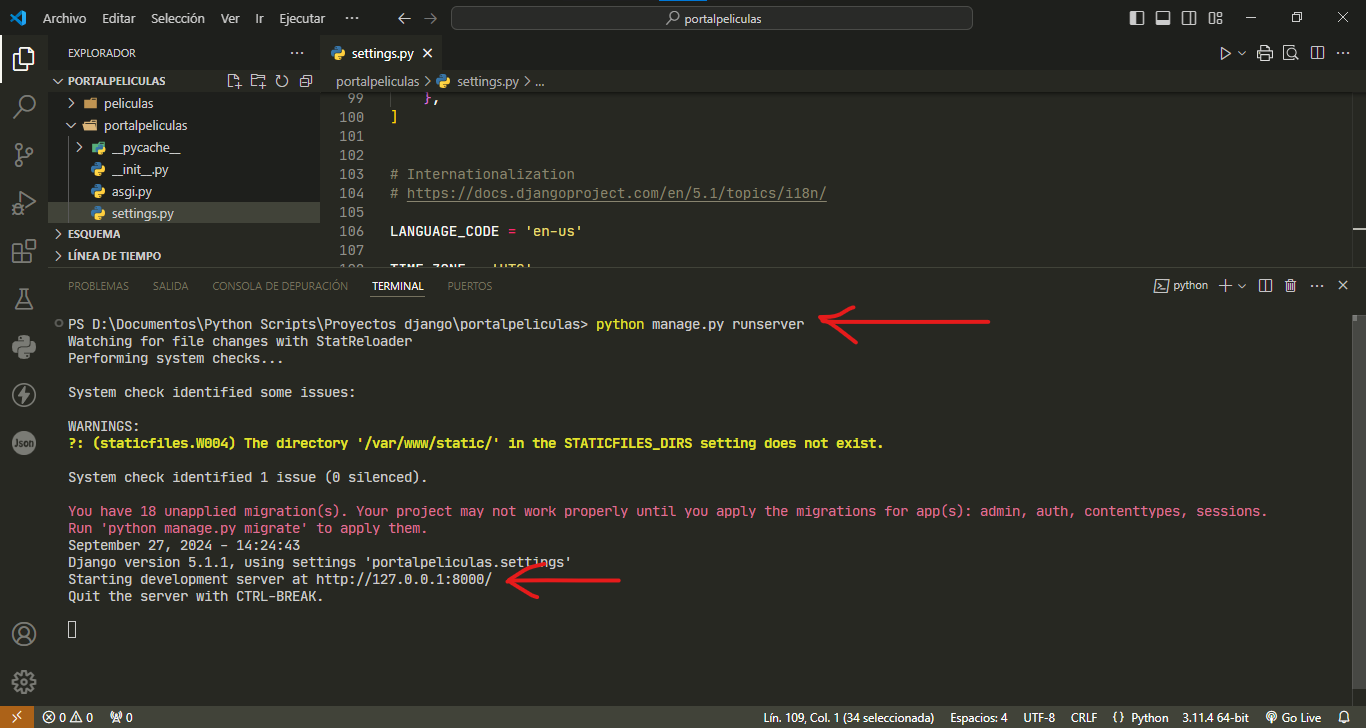 Archivo Editar Selección Ver Ir Ejecutar ··· portalpeliculas
EXPLORADOR ···
PORTALPELICULAS
peliculas
portalpeliculas
__pycache__
__init__.py
asgi.py
settings.py
ESQUEMA
LÍNEA DE TIEMPO
settings.py
portalpeliculas > settings.py > ...
99 },
100 ]
101
102
103 # Internationalization
104 # https://docs.djangoproject.com/en/5.1/topics/i18n/
105
106 LANGUAGE_CODE = 'en-us'
107
PROBLEMAS SALIDA CONSOLA DE DEPURACIÓN TERMINAL PUERTOS python
PS D:\Documentos\Python Scripts\Proyectos django\portalpeliculas> python manage.py runserver
Watching for file changes with StatReloader
Performing system checks...
System check identified some issues:
WARNINGS:
?: (staticfiles.W004) The directory '/var/www/static/' in the STATICFILES_DIRS setting does not exist.
System check identified 1 issue (0 silenced).
You have 18 unapplied migration(s). Your project may not work properly until you apply the migrations for app(s): admin, auth, contenttypes, sessions.
Run 'python manage.py migrate' to apply them.
September 27, 2024 - 14:24:43
Django version 5.1.1, using settings 'portalpeliculas.settings'
Starting development server at http://127.0.0.1:8000/
Quit the server with CTRL-BREAK.
Json
0 0 0 Lín. 109, Col. 1 (34 seleccionada) Espacios: 4 UTF-8 CRLF {} Python 3.11.4 64-bit Go Live